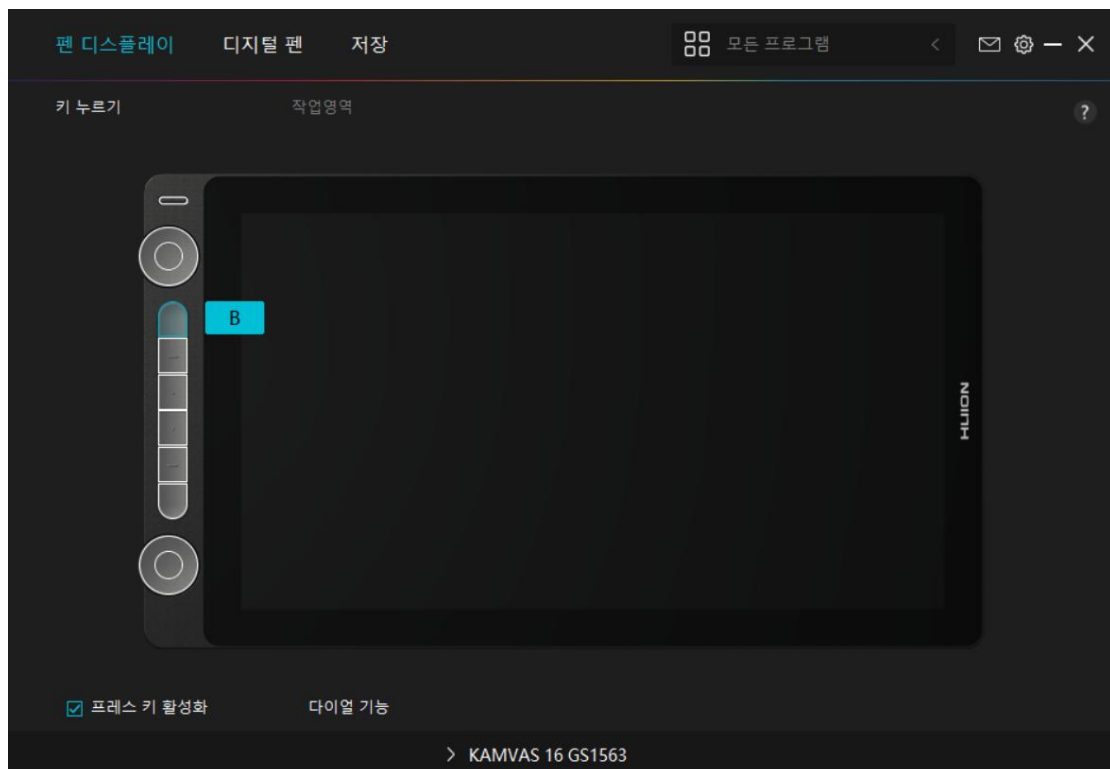 펜 디스플레이 디지털 펜 저장 모든 프로그램
키 누르기 작업영역 ?
B
HUION
프레스 키 활성화 다이얼 기능
KAMVAS 16 GS1563